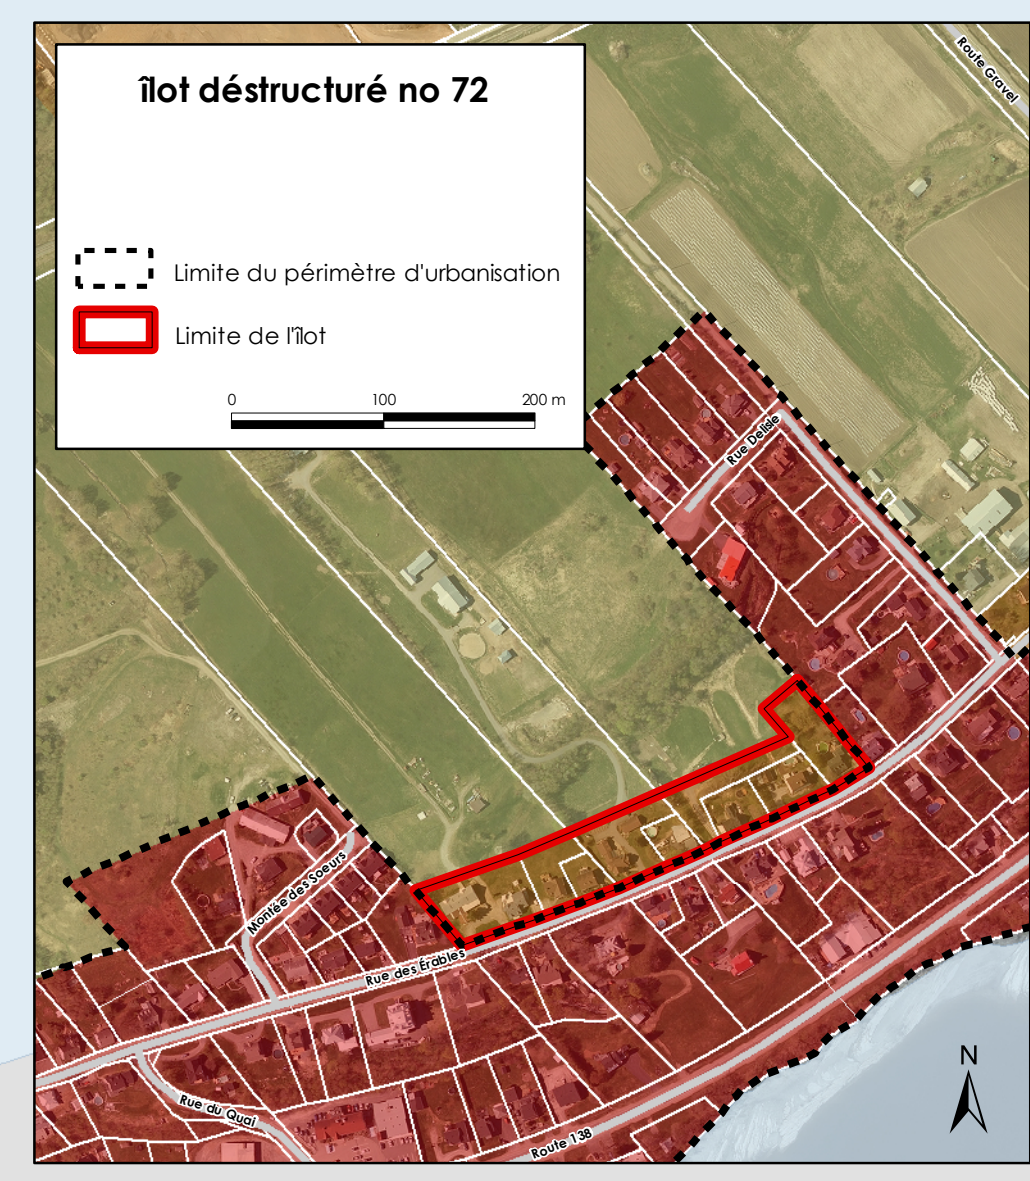 îlot déstructuré no 72
Limite du périmètre d'urbanisation
Limite de l'îlot
0 100 200 m
Route Gravel
Rue Delisle
Montée des Soeurs
Rue des Érables
Rue du Quai
Route 138
N